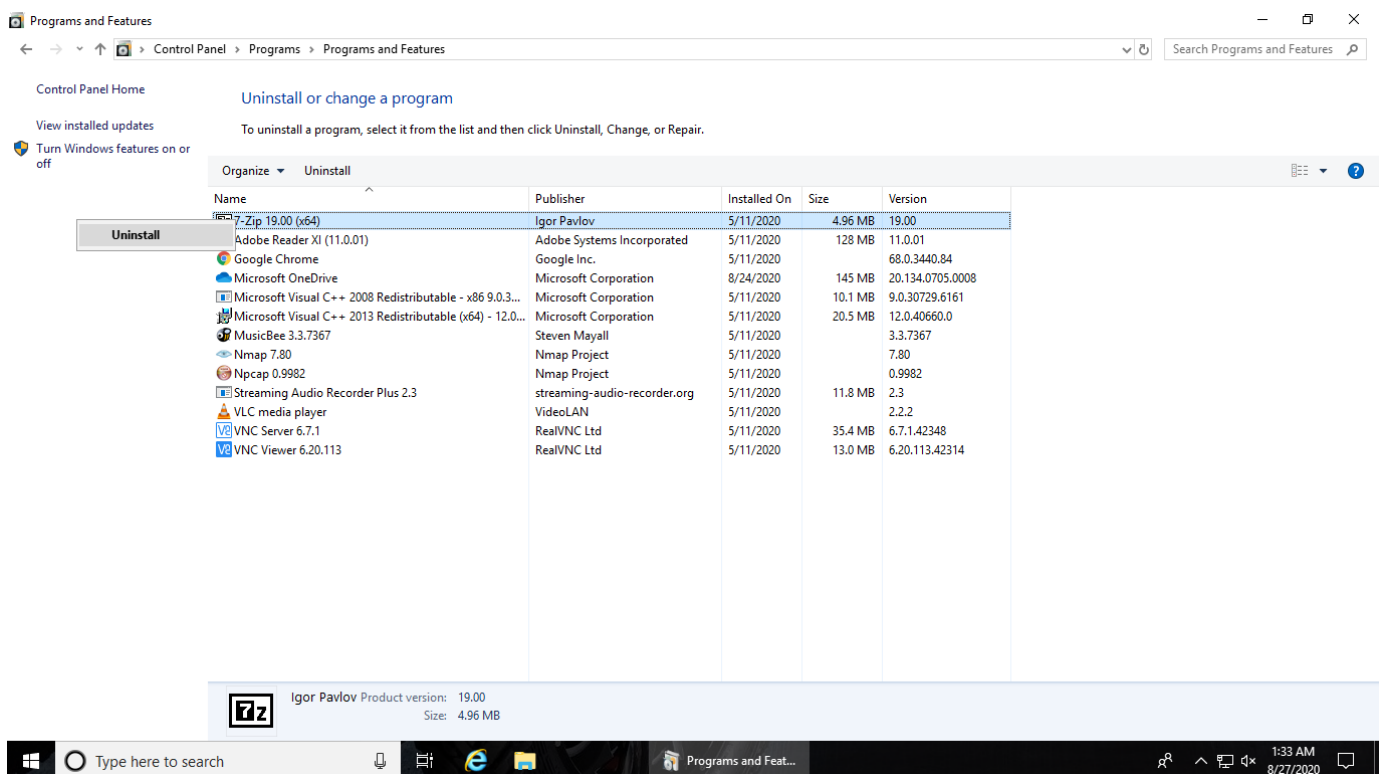 Programs and Features
Control Panel > Programs > Programs and Features
Search Programs and Features
Control Panel Home
View installed updates
Turn Windows features on or
off
Uninstall or change a program
To uninstall a program, select it from the list and then click Uninstall, Change, or Repair.
Organize Uninstall
Name Publisher Installed On Size Version
7-Zip 19.00 (x64) Igor Pavlov 5/11/2020 4.96 MB 19.00
Uninstall
Adobe Reader XI (11.0.01) Adobe Systems Incorporated 5/11/2020 128 MB 11.0.01
Google Chrome Google Inc. 5/11/2020 68.0.3440.84
Microsoft OneDrive Microsoft Corporation 8/24/2020 145 MB 20.134.0705.0008
Microsoft Visual C++ 2008 Redistributable - x86 9.0.3... Microsoft Corporation 5/11/2020 10.1 MB 9.0.30729.6161
Microsoft Visual C++ 2013 Redistributable (x64) - 12.0... Microsoft Corporation 5/11/2020 20.5 MB 12.0.40660.0
MusicBee 3.3.7367 Steven Mayall 5/11/2020 3.3.7367
Nmap 7.80 Nmap Project 5/11/2020 7.80
Npcap 0.9982 Nmap Project 5/11/2020 0.9982
Streaming Audio Recorder Plus 2.3 streaming-audio-recorder.org 5/11/2020 11.8 MB 2.3
VLC media player VideoLAN 5/11/2020 2.2.2
VNC Server 6.7.1 RealVNC Ltd 5/11/2020 35.4 MB 6.7.1.42348
VNC Viewer 6.20.113 RealVNC Ltd 5/11/2020 13.0 MB 6.20.113.42314
7z
Igor Pavlov Product version: 19.00
Size: 4.96 MB
Type here to search
Programs and Feat...
1:33 AM
8/27/2020